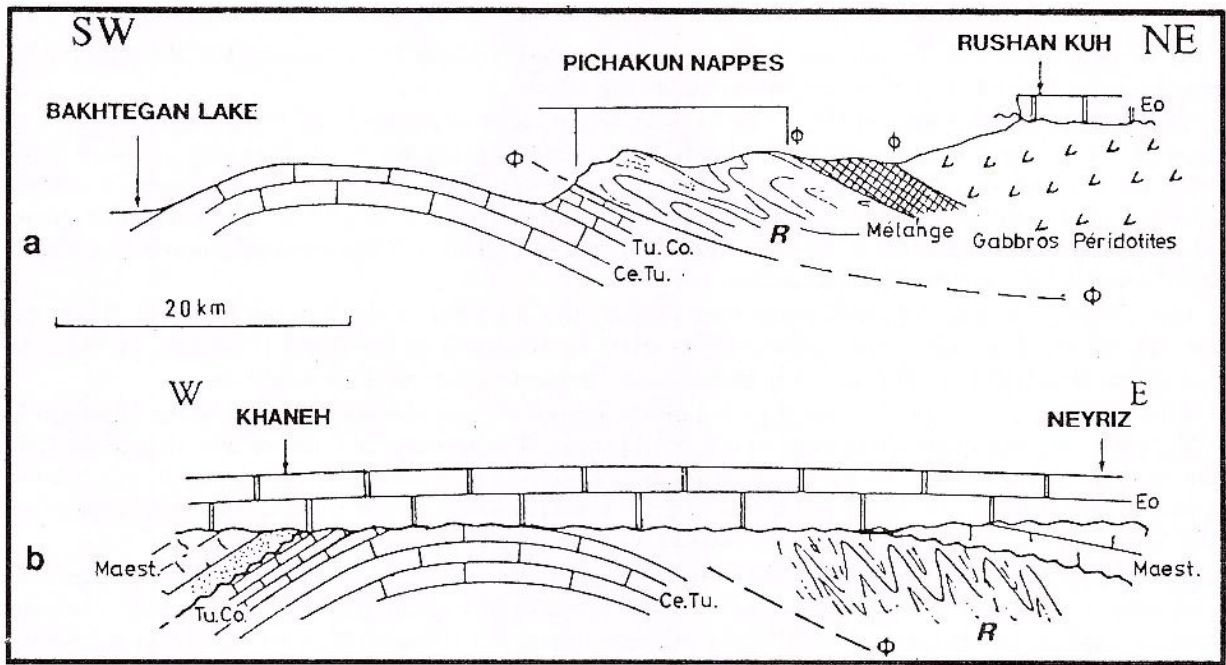 SW
NE
RUSHAN KUH
PICHAKUN NAPPES
BAKHTEGAN LAKE
Eo
Φ
Φ
Φ
R
Mélange
Tu. Co.
Gabbros Péridotites
a
Ce.Tu.
Φ
20 km
W
E
KHANEH
NEYRIZ
Eo
b
Maest.
Maest.
Tu.Co.
Ce.Tu.
Φ
R